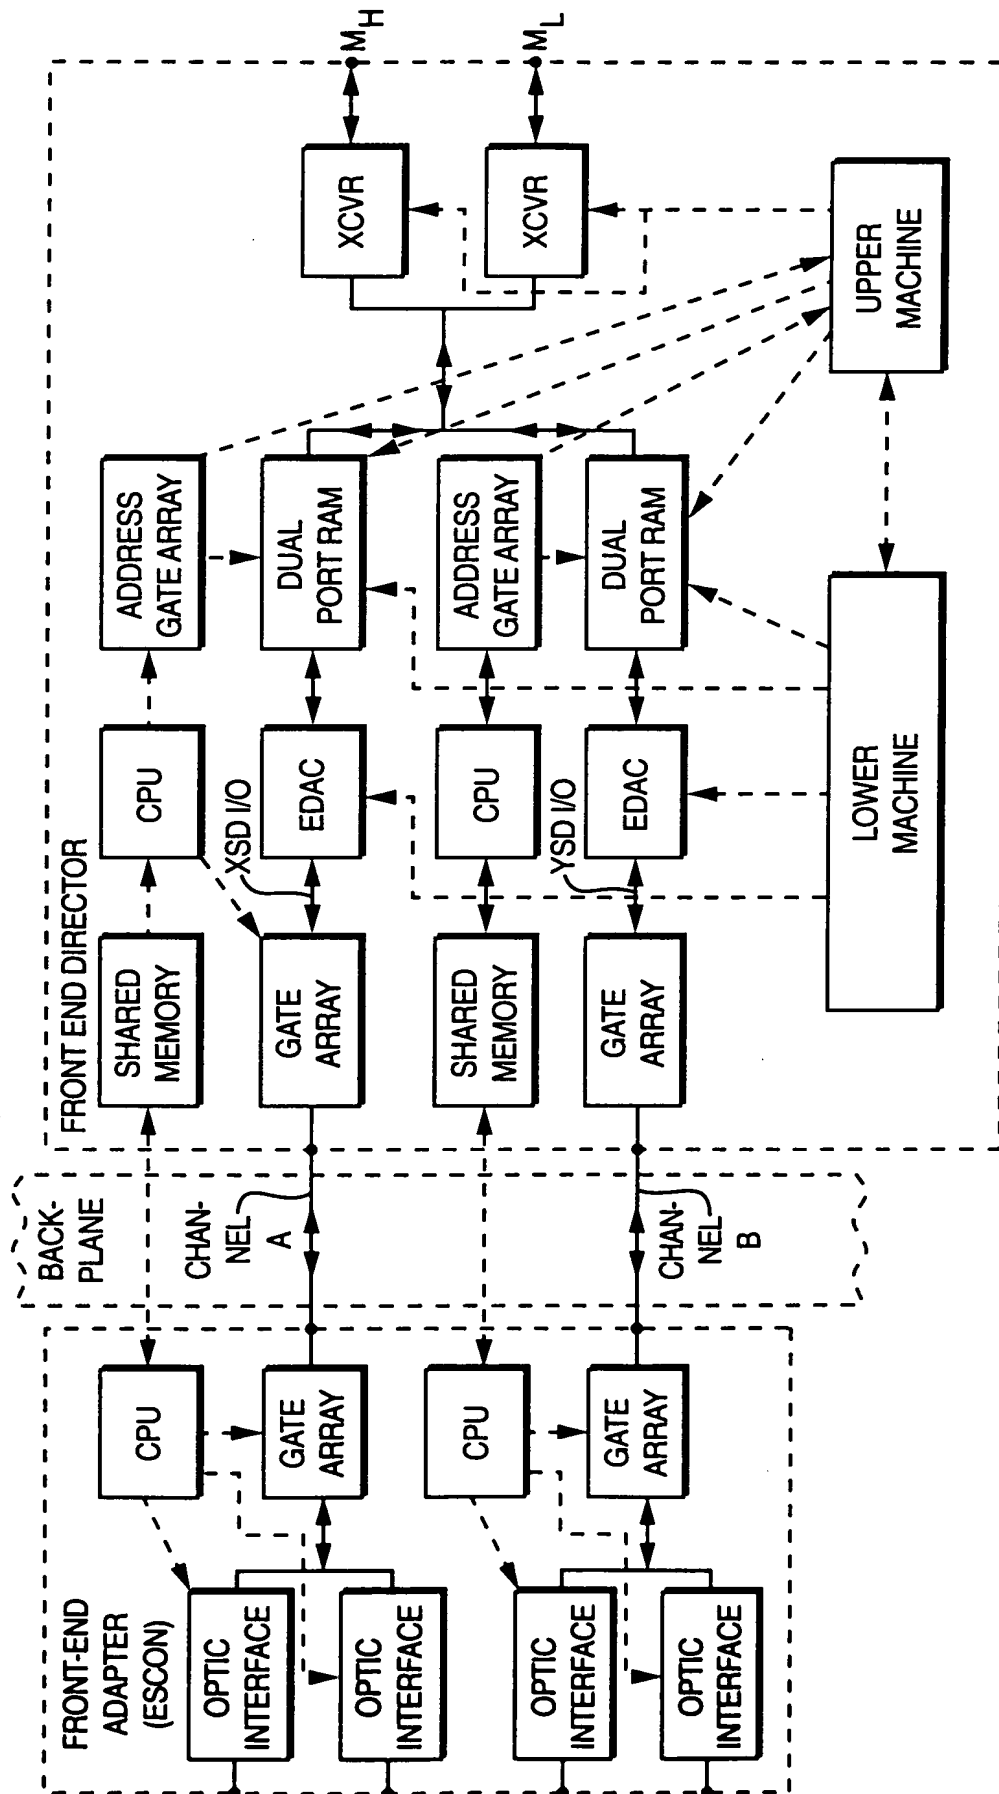 FRONT-END
ADAPTER
(ESCON)
OPTIC
INTERFACE
OPTIC
INTERFACE
OPTIC
INTERFACE
OPTIC
INTERFACE
CPU
GATE
ARRAY
CPU
GATE
ARRAY
BACK-
PLANE
CHAN-
NEL
A
CHAN-
NEL
B
FRONT END DIRECTOR
SHARED
MEMORY
GATE
ARRAY
SHARED
MEMORY
GATE
ARRAY
CPU
XSD I/O
EDAC
CPU
YSD I/O
EDAC
ADDRESS
GATE ARRAY
DUAL
PORT RAM
ADDRESS
GATE ARRAY
DUAL
PORT RAM
LOWER
MACHINE
UPPER
MACHINE
XCVR
XCVR
MH
ML